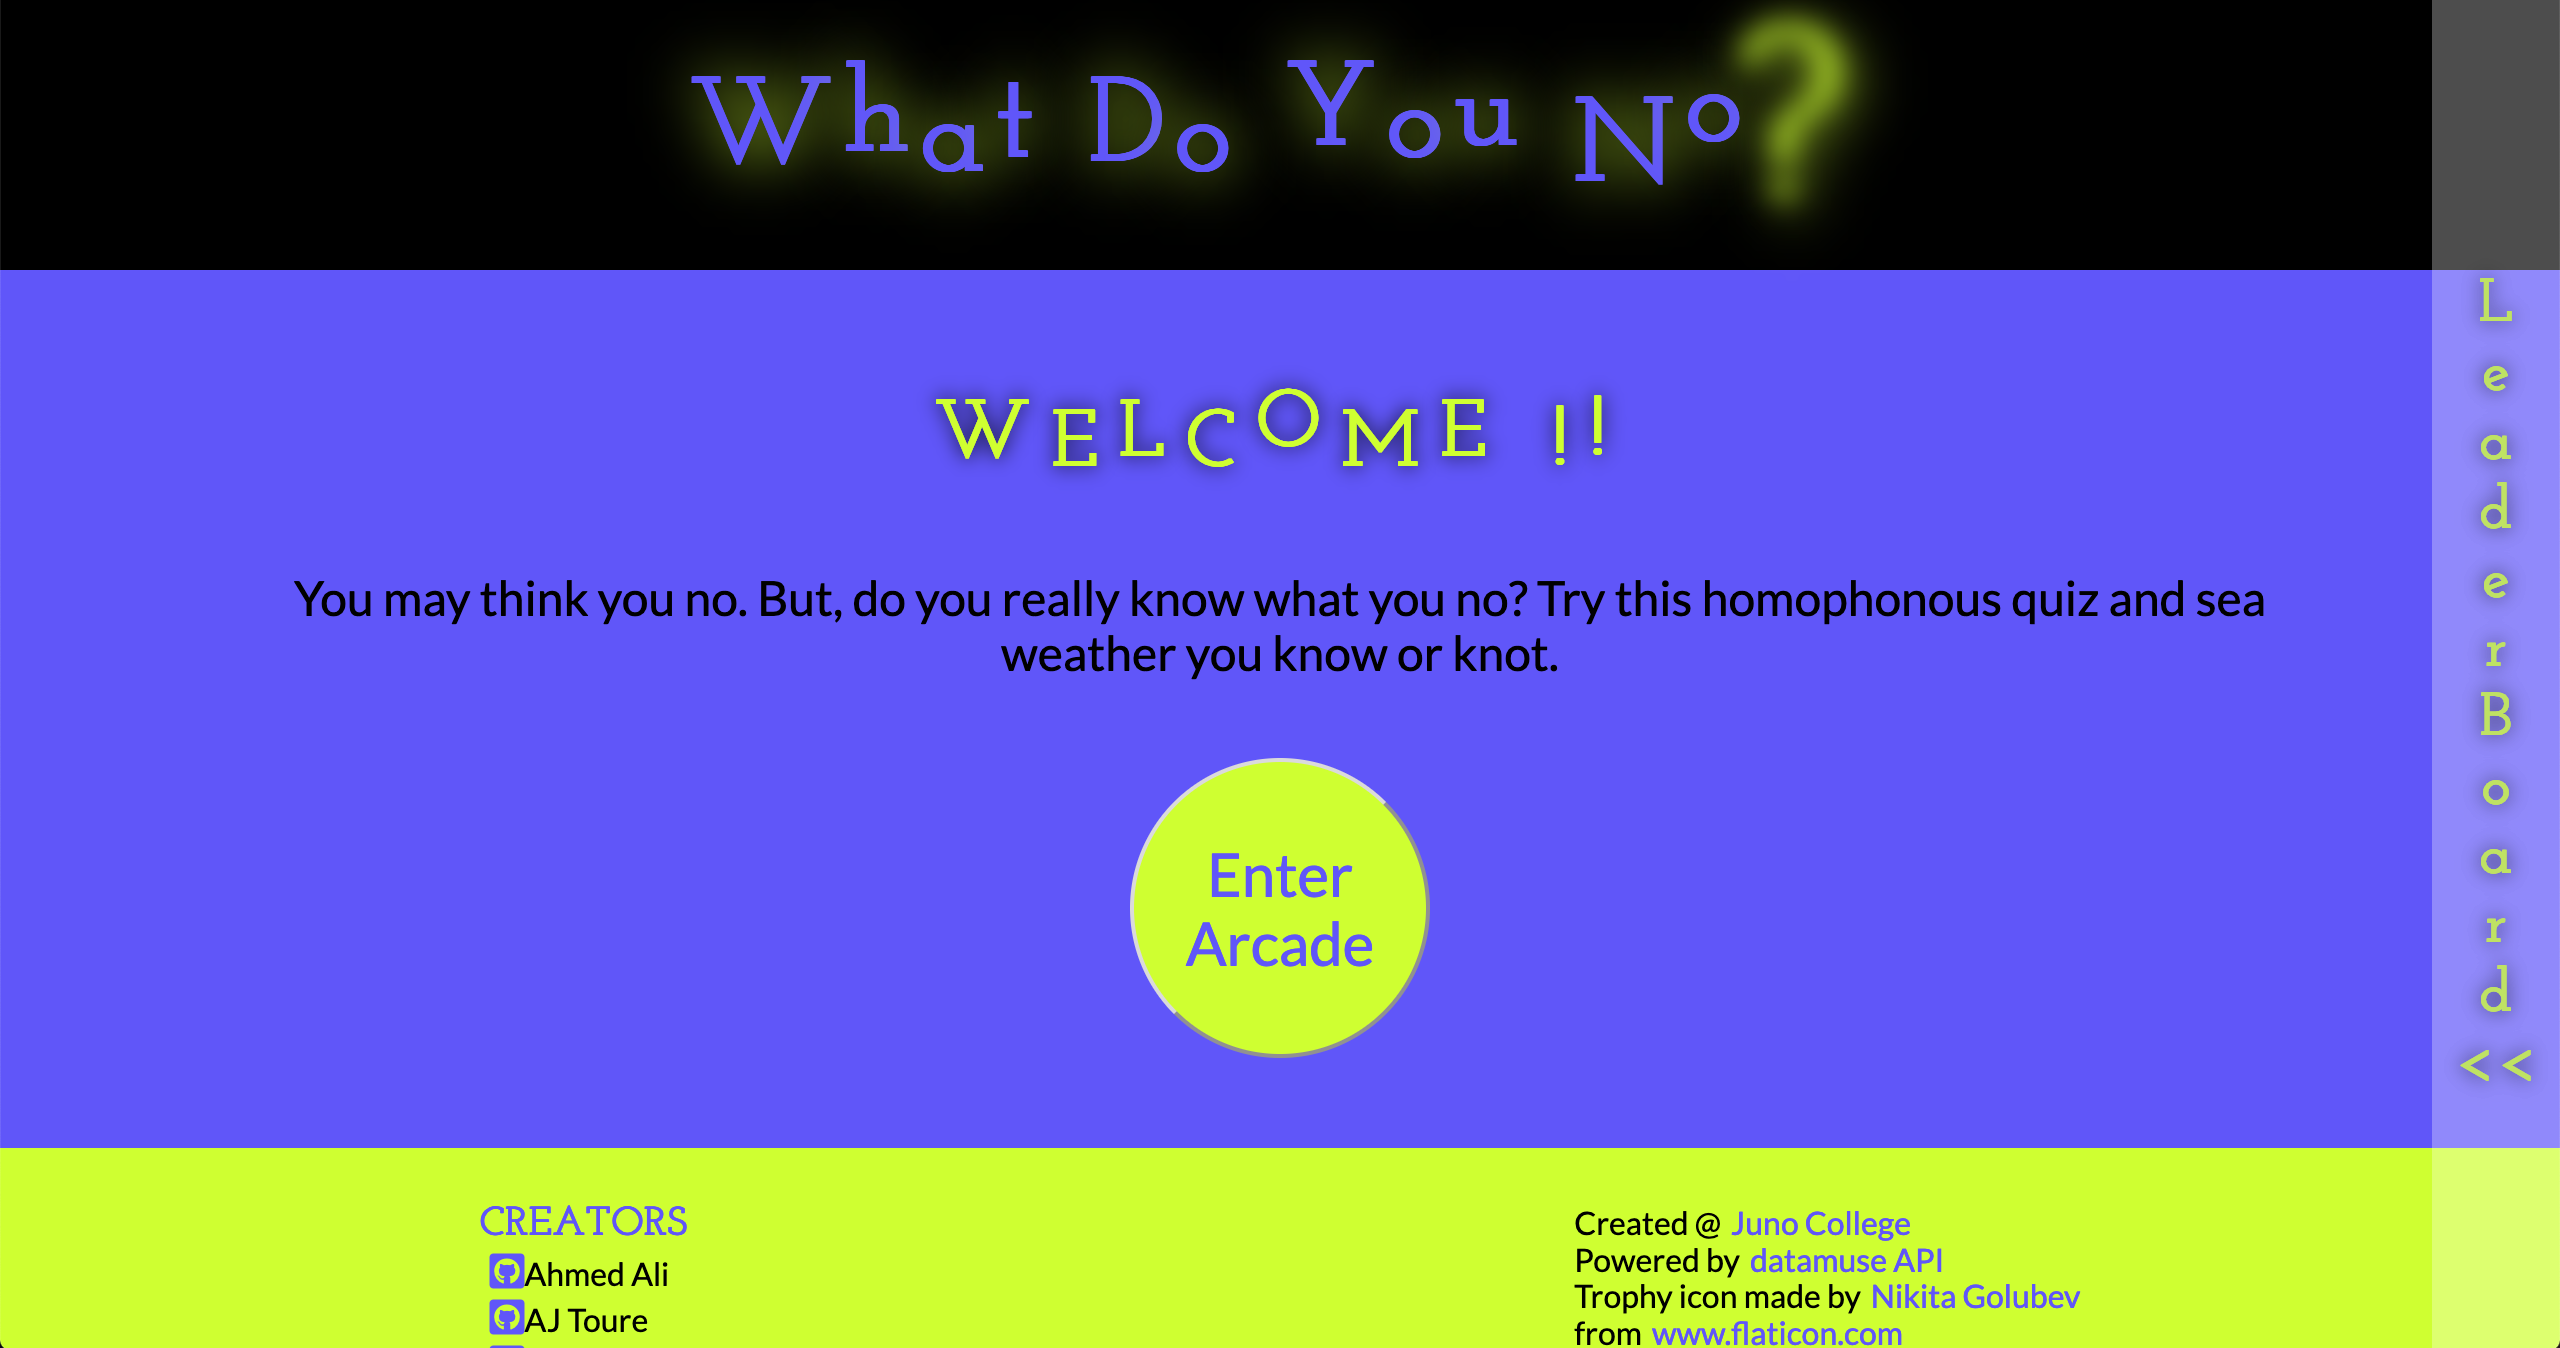 What Do You No?
WELCOME !!
You may think you no. But, do you really know what you no? Try this homophonous quiz and sea
weather you know or knot.
Enter
Arcade
LeaderBoard
<<
CREATORS
Ahmed Ali
AJ Toure
Created @ Juno College
Powered by datamuse API
Trophy icon made by Nikita Golubev
from www.flaticon.com